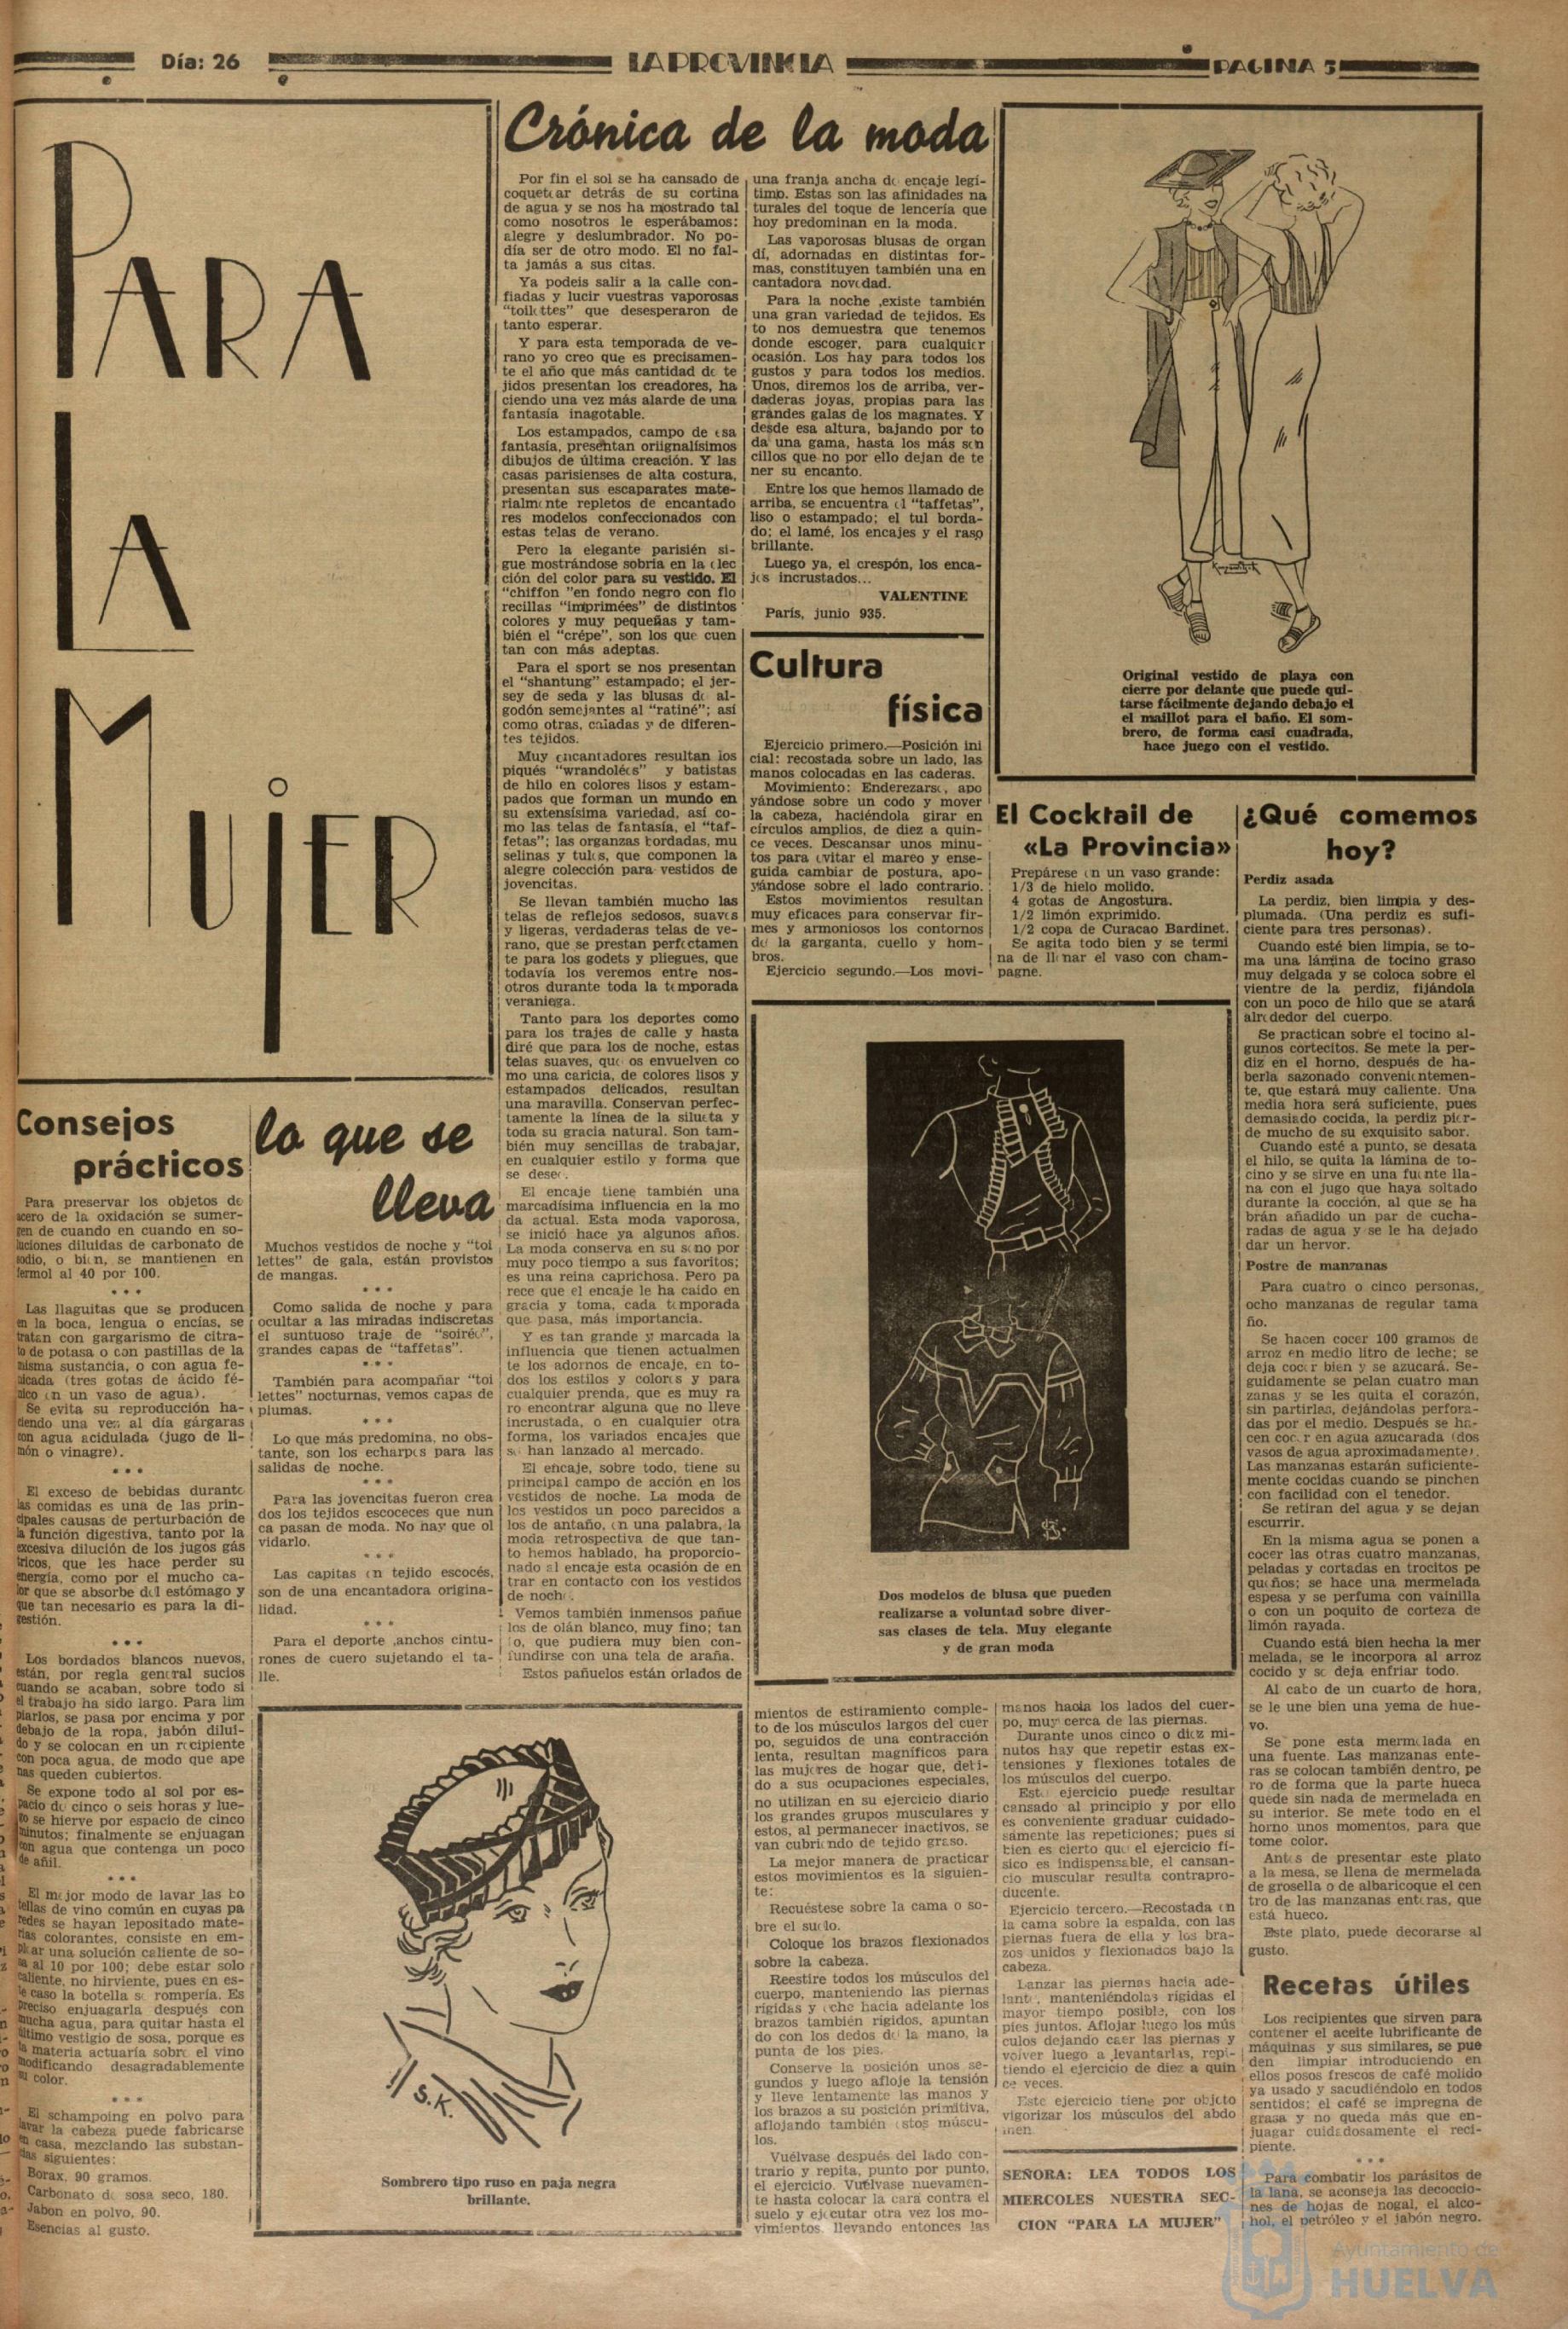 Día: 26
LA PROVINCIA
PAGINA 5
PARA
LA
MUJER
Consejos
prácticos
Para preservar los objetos de
acero de la oxidación se sumer-
gen de cuando en cuando en so-
luciones diluidas de carbonato de
sodio, o bien, se mantienen en
fermol al 40 por 100.
* * *
Las llaguitas que se producen
en la boca, lengua o encías, se
tratan con gargarismo de citra-
to de potasa o con pastillas de la
misma sustancia, o con agua fe-
nicada (tres gotas de ácido fé-
nico en un vaso de agua).
Se evita su reproducción ha-
ciendo una vez al día gárgaras
con agua acidulada (jugo de li-
món o vinagre).
* * *
El exceso de bebidas durante
las comidas es una de las prin-
cipales causas de perturbación de
la función digestiva, tanto por la
excesiva dilución de los jugos gás
tricos, que les hace perder su
energía, como por el mucho ca-
lor que se absorbe del estómago y
que tan necesario es para la di-
gestión.
* * *
Los bordados blancos nuevos,
están, por regla general sucios
cuando se acaban, sobre todo si
el trabajo ha sido largo. Para lim
piarlos, se pasa por encima y por
debajo de la ropa, jabón dilui-
do y se colocan en un recipiente
con poca agua, de modo que ape
nas queden cubiertos.
Se expone todo al sol por es-
pacio de cinco o seis horas y lue-
go se hierve por espacio de cinco
minutos; finalmente se enjuagan
con agua que contenga un poco
de añil.
* * *
El mejor modo de lavar las bo
tellas de vino común en cuyas pa
redes se hayan lepositado mate-
rias colorantes, consiste en em-
plear una solución caliente de so-
sa al 10 por 100; debe estar solo
caliente, no hirviente, pues en es-
te caso la botella se rompería. Es
preciso enjuagarla después con
mucha agua, para quitar hasta el
último vestigio de sosa, porque es
la materia actuaría sobre el vino
modificando desagradablemente
su color.
* * *
El schampoing en polvo para
lavar la cabeza puede fabricarse
en casa, mezclando las substan-
cias siguientes:
Borax, 90 gramos.
Carbonato de sosa seco, 180.
Jabon en polvo, 90.
Esencias al gusto.
lo que se
lleva
Muchos vestidos de noche y "toi
lettes" de gala, están provistos
de mangas.
* * *
Como salida de noche y para
ocultar a las miradas indiscretas
el suntuoso traje de "soirée",
grandes capas de "taffetas".
* * *
También para acompañar "toi
lettes" nocturnas, vemos capas de
plumas.
* * *
Lo que más predomina, no obs-
tante, son los echarpes para las
salidas de noche.
* * *
Para las jovencitas fueron crea
dos los tejidos escoceces que nun
ca pasan de moda. No hay que ol
vidarlo.
* * *
Las capitas en tejido escocés,
son de una encantadora origina-
lidad.
* * *
Para el deporte ,anchos cintu-
rones de cuero sujetando el ta-
lle.
S.K.
Sombrero tipo ruso en paja negra
brillante.
Crónica de la moda
Por fin el sol se ha cansado de
coquetear detrás de su cortina
de agua y se nos ha mostrado tal
como nosotros le esperábamos:
alegre y deslumbrador. No po-
día ser de otro modo. El no fal-
ta jamás a sus citas.
Ya podeis salir a la calle con-
fiadas y lucir vuestras vaporosas
"toilettes" que desesperaron de
tanto esperar.
Y para esta temporada de ve-
rano yo creo que es precisamen-
te el año que más cantidad de te
jidos presentan los creadores, ha
ciendo una vez más alarde de una
fantasía inagotable.
Los estampados, campo de esa
fantasía, presentan oriignalísimos
dibujos de última creación. Y las
casas parisienses de alta costura,
presentan sus escaparates mate-
rialmente repletos de encantado
res modelos confeccionados con
estas telas de verano.
Pero la elegante parisién si-
gue mostrándose sobria en la elec
ción del color para su vestido. El
"chiffon "en fondo negro con flo
recillas "imprimées" de distintos
colores y muy pequeñas y tam-
bién el "crépe", son los que cuen
tan con más adeptas.
Para el sport se nos presentan
el "shantung" estampado; el jer-
sey de seda y las blusas de al-
godón semejantes al "ratiné"; así
como otras, caladas y de diferen-
tes tejidos.
Muy encantadores resultan los
piqués "wrandolées" y batistas
de hilo en colores lisos y estam-
pados que forman un mundo en
su extensísima variedad, así co-
mo las telas de fantasía, el "taf-
fetas"; las organzas bordadas, mu
selinas y tules, que componen la
alegre colección para vestidos de
jovencitas.
Se llevan también mucho las
telas de reflejos sedosos, suaves
y ligeras, verdaderas telas de ve-
rano, que se prestan perfectamen
te para los godets y pliegues, que
todavía los veremos entre nos-
otros durante toda la temporada
veraniega.
Tanto para los deportes como
para los trajes de calle y hasta
diré que para los de noche, estas
telas suaves, que os envuelven co
mo una caricia, de colores lisos y
estampados delicados, resultan
una maravilla. Conservan perfec-
tamente la línea de la silueta y
toda su gracia natural. Son tam-
bién muy sencillas de trabajar,
en cualquier estilo y forma que
se desee.
El encaje tiene también una
marcadísima influencia en la mo
da actual. Esta moda vaporosa,
se inició hace ya algunos años.
La moda conserva en su seno por
muy poco tiempo a sus favoritos;
es una reina caprichosa. Pero pa
rece que el encaje le ha caído en
gracia y toma, cada temporada
que pasa, más importancia.
Y es tan grande y marcada la
influencia que tienen actualmen
te los adornos de encaje, en to-
dos los estilos y colores y para
cualquier prenda, que es muy ra
ro encontrar alguna que no lleve
incrustada, o en cualquier otra
forma, los variados encajes que
se han lanzado al mercado.
El encaje, sobre todo, tiene su
principal campo de acción en los
vestidos de noche. La moda de
los vestidos un poco parecidos a
los de antaño, en una palabra, la
moda retrospectiva de que tan-
to hemos hablado, ha proporcio-
nado al encaje esta ocasión de en
trar en contacto con los vestidos
de noche.
Vemos también inmensos pañue
los de olán blanco, muy fino; tan
fo, que pudiera muy bien con-
fundirse con una tela de araña.
Estos pañuelos están orlados de
una franja ancha de encaje legí-
timo. Estas son las afinidades na
turales del toque de lencería que
hoy predominan en la moda.
Las vaporosas blusas de organ
dí, adornadas en distintas for-
mas, constituyen también una en
cantadora novedad.
Para la noche ,existe también
una gran variedad de tejidos. Es
to nos demuestra que tenemos
donde escoger, para cualquier
ocasión. Los hay para todos los
gustos y para todos los medios.
Unos, diremos los de arriba, ver-
daderas joyas, propias para las
grandes galas de los magnates. Y
desde esa altura, bajando por to
da una gama, hasta los más sen
cillos que no por ello dejan de te
ner su encanto.
Entre los que hemos llamado de
arriba, se encuentra el "taffetas",
liso o estampado; el tul borda-
do; el lamé, los encajes y el raso
brillante.
Luego ya, el crespón, los enca-
jes incrustados...
VALENTINE
París, junio 935.
Cultura
física
Ejercicio primero.—Posición ini
cial: recostada sobre un lado, las
manos colocadas en las caderas.
Movimiento: Enderezarse, apo
yándose sobre un codo y mover
la cabeza, haciéndola girar en
círculos amplios, de diez a quin-
ce veces. Descansar unos minu-
tos para evitar el mareo y ense-
guida cambiar de postura, apo-
yándose sobre el lado contrario.
Estos movimientos resultan
muy eficaces para conservar fir-
mes y armoniosos los contornos
de la garganta, cuello y hom-
bros.
Ejercicio segundo.—Los movi-
mientos de estiramiento comple-
to de los músculos largos del cuer
po, seguidos de una contracción
lenta, resultan magníficos para
las mujeres de hogar que, debi-
do a sus ocupaciones especiales,
no utilizan en su ejercicio diario
los grandes grupos musculares y
estos, al permanecer inactivos, se
van cubriendo de tejido graso.
La mejor manera de practicar
estos movimientos es la siguien-
te:
Recuéstese sobre la cama o so-
bre el suelo.
Coloque los brazos flexionados
sobre la cabeza.
Reestire todos los músculos del
cuerpo, manteniendo las piernas
rígidas y eche hacia adelante los
brazos también rígidos, apuntan
do con los dedos de la mano, la
punta de los pies.
Conserve la posición unos se-
gundos y luego afloje la tensión
y lleve lentamente las manos y
los brazos a su posición primitiva,
aflojando también estos múscu-
los.
Vuélvase después del lado con-
trario y repita, punto por punto,
el ejercicio. Vuélvase nuevamen-
te hasta colocar la cara contra el
suelo y ejecutar otra vez los mo-
vimientos, llevando entonces las
manos hacia los lados del cuer-
po, muy cerca de las piernas.
Durante unos cinco o diez mi-
nutos hay que repetir estas ex-
tensiones y flexiones totales de
los músculos del cuerpo.
Este ejercicio puede resultar
cansado al principio y por ello
es conveniente graduar cuidado-
samente las repeticiones; pues si
bien es cierto que el ejercicio fí-
sico es indispensable, el cansan-
cio muscular resulta contrapro-
ducente.
Ejercicio tercero.—Recostada en
la cama sobre la espalda, con las
piernas fuera de ella y los bra-
zos unidos y flexionados bajo la
cabeza.
Lanzar las piernas hacia ade-
lante, manteniéndolas rígidas el
mayor tiempo posible, con los
pies juntos. Aflojar luego los mús
culos dejando caer las piernas y
volver luego a levantarlas, repi-
tiendo el ejercicio de diez a quin
ce veces.
Este ejercicio tiene por objeto
vigorizar los músculos del abdo
men.
SEÑORA: LEA TODOS LOS
MIERCOLES NUESTRA SEC-
CION "PARA LA MUJER"
Original vestido de playa con
cierre por delante que puede qui-
tarse fácilmente dejando debajo el
el maillot para el baño. El som-
brero, de forma casi cuadrada,
hace juego con el vestido.
El Cocktail de
«La Provincia»
Prepárese en un vaso grande:
1/3 de hielo molido.
4 gotas de Angostura.
1/2 limón exprimido.
1/2 copa de Curacao Bardinet.
Se agita todo bien y se termi
na de llenar el vaso con cham-
pagne.
Dos modelos de blusa que pueden
realizarse a voluntad sobre diver-
sas clases de tela. Muy elegante
y de gran moda
¿Qué comemos
hoy?
Perdiz asada
La perdiz, bien limpia y des-
plumada. (Una perdiz es sufi-
ciente para tres personas).
Cuando esté bien limpia, se to-
ma una lámina de tocino graso
muy delgada y se coloca sobre el
vientre de la perdiz, fijándola
con un poco de hilo que se atará
alrededor del cuerpo.
Se practican sobre el tocino al-
gunos cortecitos. Se mete la per-
diz en el horno, después de ha-
berla sazonado convenientemen-
te, que estará muy caliente. Una
media hora será suficiente, pues
demasiado cocida, la perdiz pier-
de mucho de su exquisito sabor.
Cuando esté a punto, se desata
el hilo, se quita la lámina de to-
cino y se sirve en una fuente lla-
na con el jugo que haya soltado
durante la cocción, al que se ha
brán añadido un par de cucha-
radas de agua y se le ha dejado
dar un hervor.
Postre de manzanas
Para cuatro o cinco personas,
ocho manzanas de regular tama
ño.
Se hacen cocer 100 gramos de
arroz en medio litro de leche; se
deja cocer bien y se azucará. Se-
guidamente se pelan cuatro man
zanas y se les quita el corazón,
sin partirlas, dejándolas perfora-
das por el medio. Después se ha-
cen cocer en agua azucarada (dos
vasos de agua aproximadamente).
Las manzanas estarán suficiente-
mente cocidas cuando se pinchen
con facilidad con el tenedor.
Se retiran del agua y se dejan
escurrir.
En la misma agua se ponen a
cocer las otras cuatro manzanas,
peladas y cortadas en trocitos pe
queños; se hace una mermelada
espesa y se perfuma con vainilla
o con un poquito de corteza de
limón rayada.
Cuando está bien hecha la mer
melada, se le incorpora al arroz
cocido y se deja enfriar todo.
Al cabo de un cuarto de hora,
se le une bien una yema de hue-
vo.
Se pone esta mermelada en
una fuente. Las manzanas ente-
ras se colocan también dentro, pe
ro de forma que la parte hueca
quede sin nada de mermelada en
su interior. Se mete todo en el
horno unos momentos, para que
tome color.
Antes de presentar este plato
a la mesa, se llena de mermelada
de grosella o de albaricoque el cen
tro de las manzanas enteras, que
está hueco.
Este plato, puede decorarse al
gusto.
Recetas útiles
Los recipientes que sirven para
contener el aceite lubrificante de
máquinas y sus similares, se pue
den limpiar introduciendo en
ellos posos frescos de café molido
ya usado y sacudiéndolo en todos
sentidos; el café se impregna de
grasa y no queda más que en-
juagar cuidadosamente el reci-
piente.
* * *
Para combatir los parásitos de
la lana, se aconseja las decoccio-
nes de hojas de nogal, el alco-
hol, el petróleo y el jabón negro.
Ayuntamiento de
HUELVA